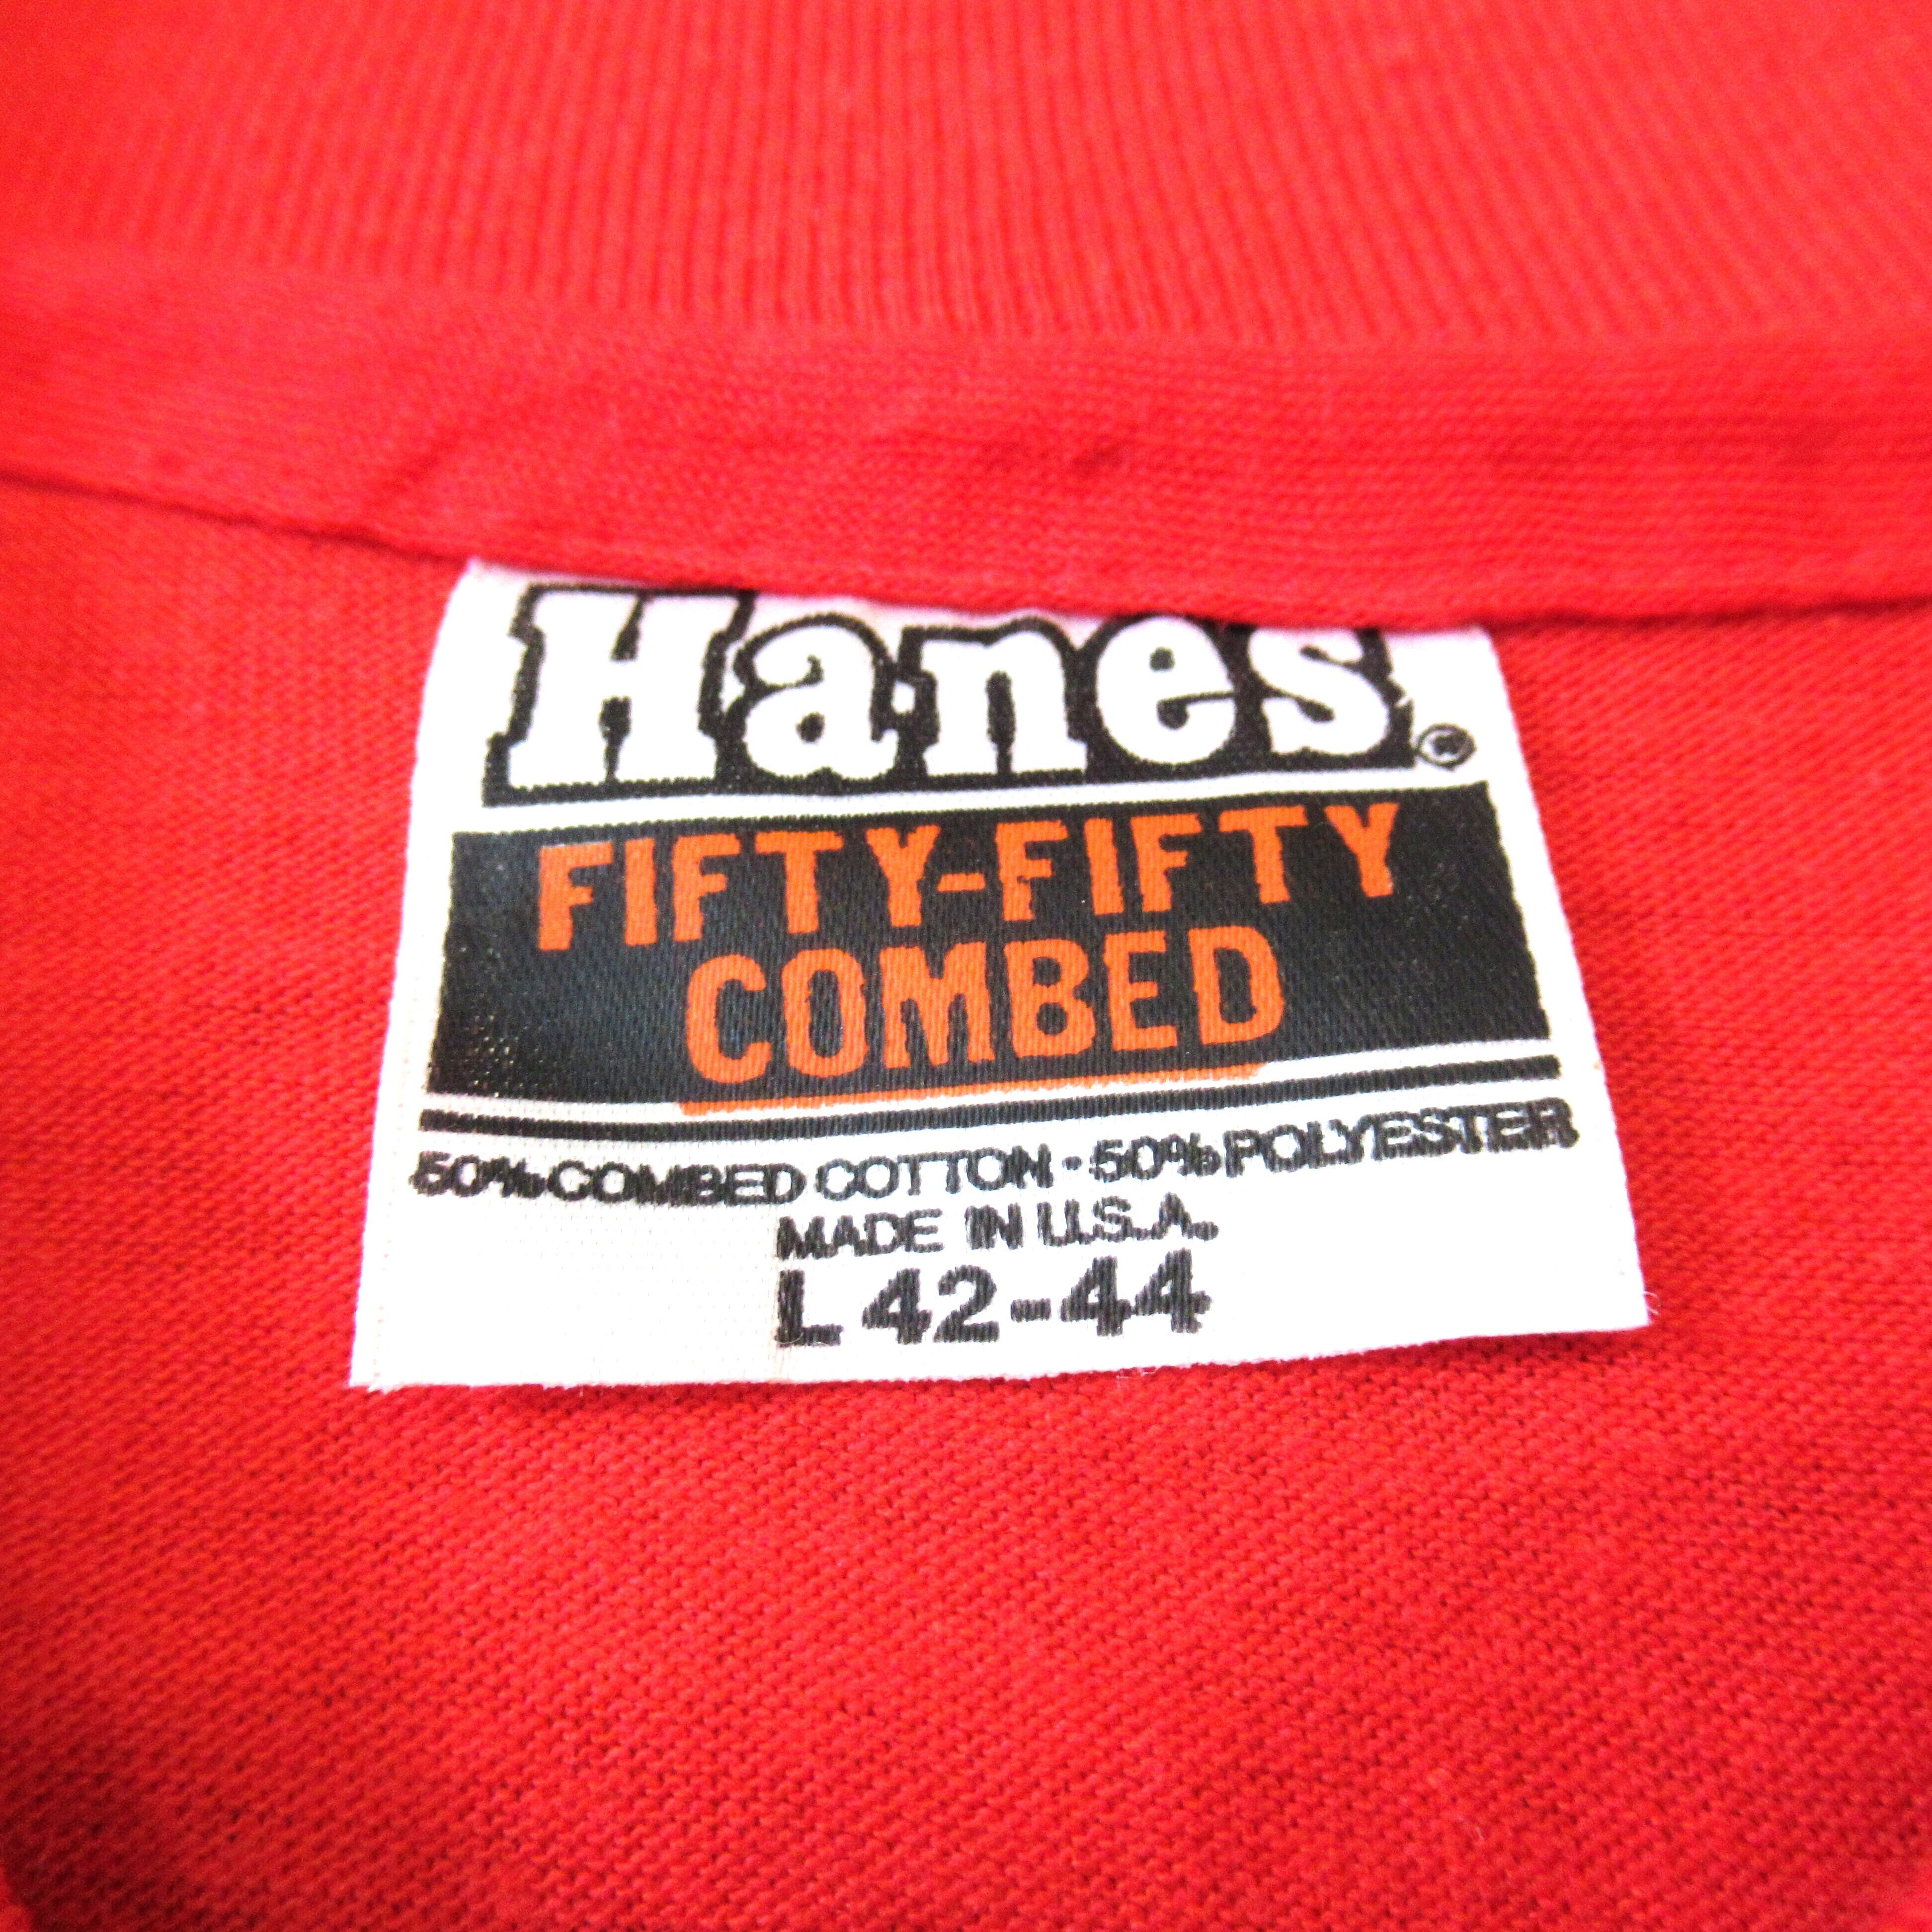 Hanes®
FIFTY-FIFTY
COMBED
50% COMBED COTTON · 50% POLYESTER
MADE IN U.S.A.
L 42-44